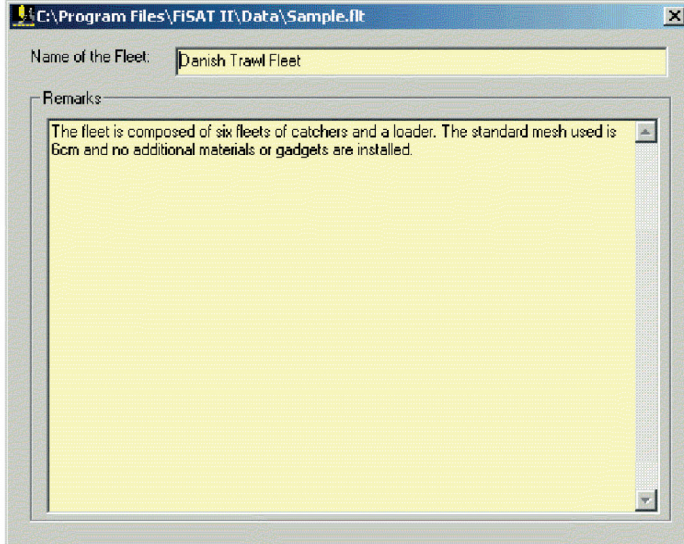 C:\Program Files\FiSAT II\Data\Sample.flt
Name of the Fleet: Danish Trawl Fleet
Remarks
The fleet is composed of six fleets of catchers and a loader. The standard mesh used is
6cm and no additional materials or gadgets are installed.